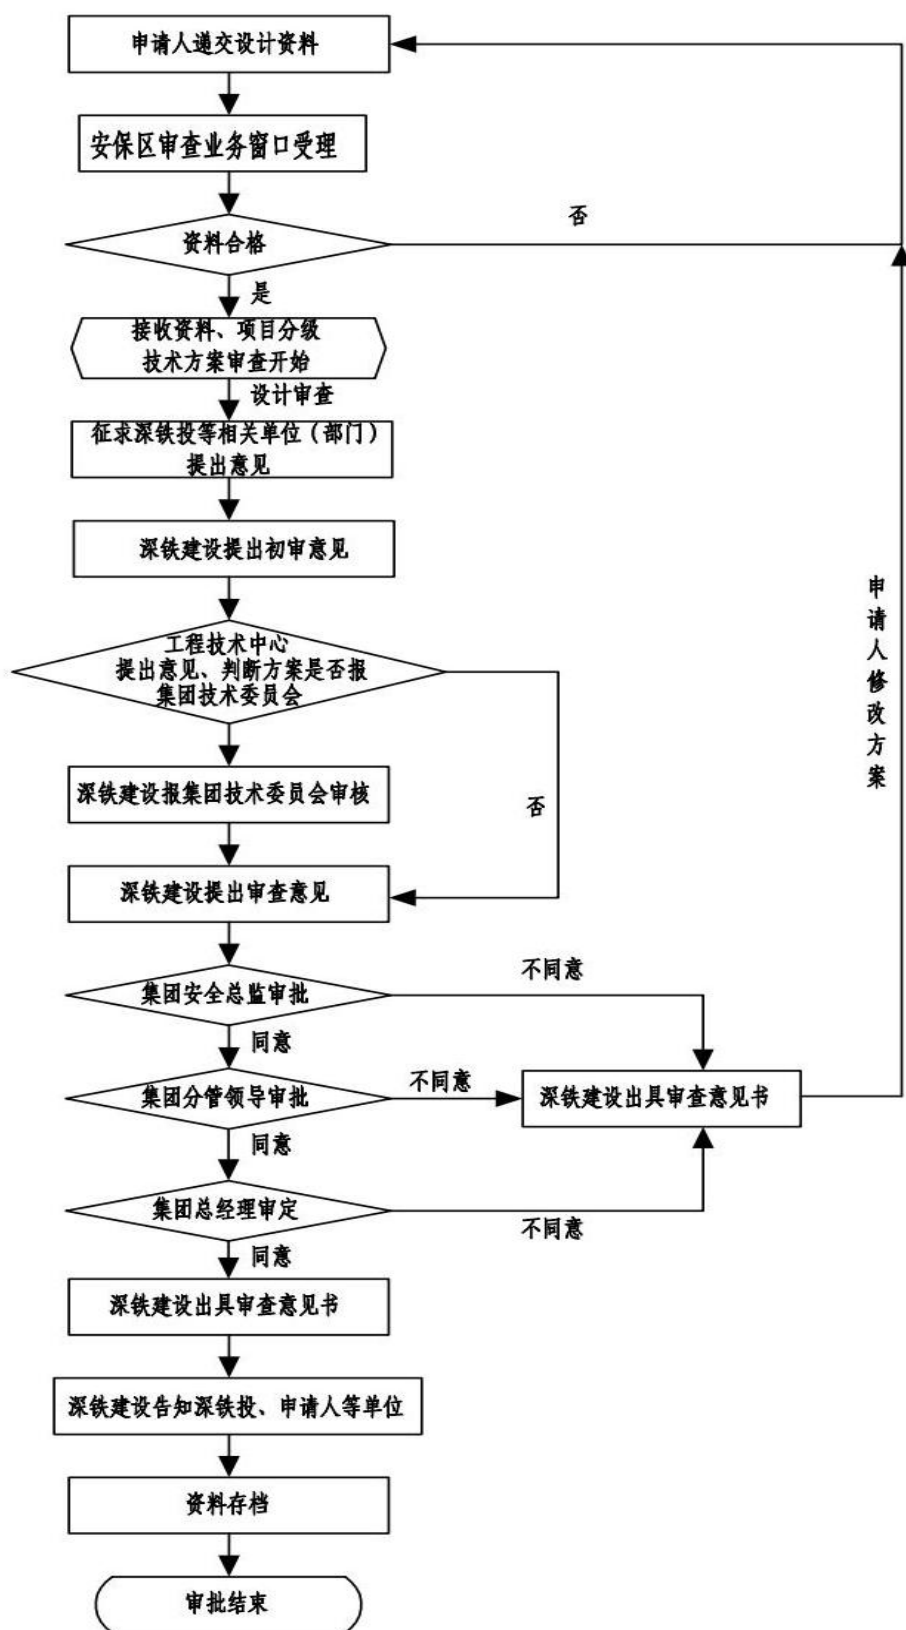 申请人递交设计资料
安保区审查业务窗口受理
否
资料合格
是
接收资料、项目分级
技术方案审查开始
设计审查
征求深铁投等相关单位（部门）
提出意见
深铁建设提出初审意见
申请人修改方案
工程技术中心
提出意见、判断方案是否报
集团技术委员会
深铁建设报集团技术委员会审核
否
深铁建设提出审查意见
不同意
集团安全总监审批
同意
不同意
集团分管领导审批
深铁建设出具审查意见书
同意
集团总经理审定
不同意
同意
深铁建设出具审查意见书
深铁建设告知深铁投、申请人等单位
资料存档
审批结束